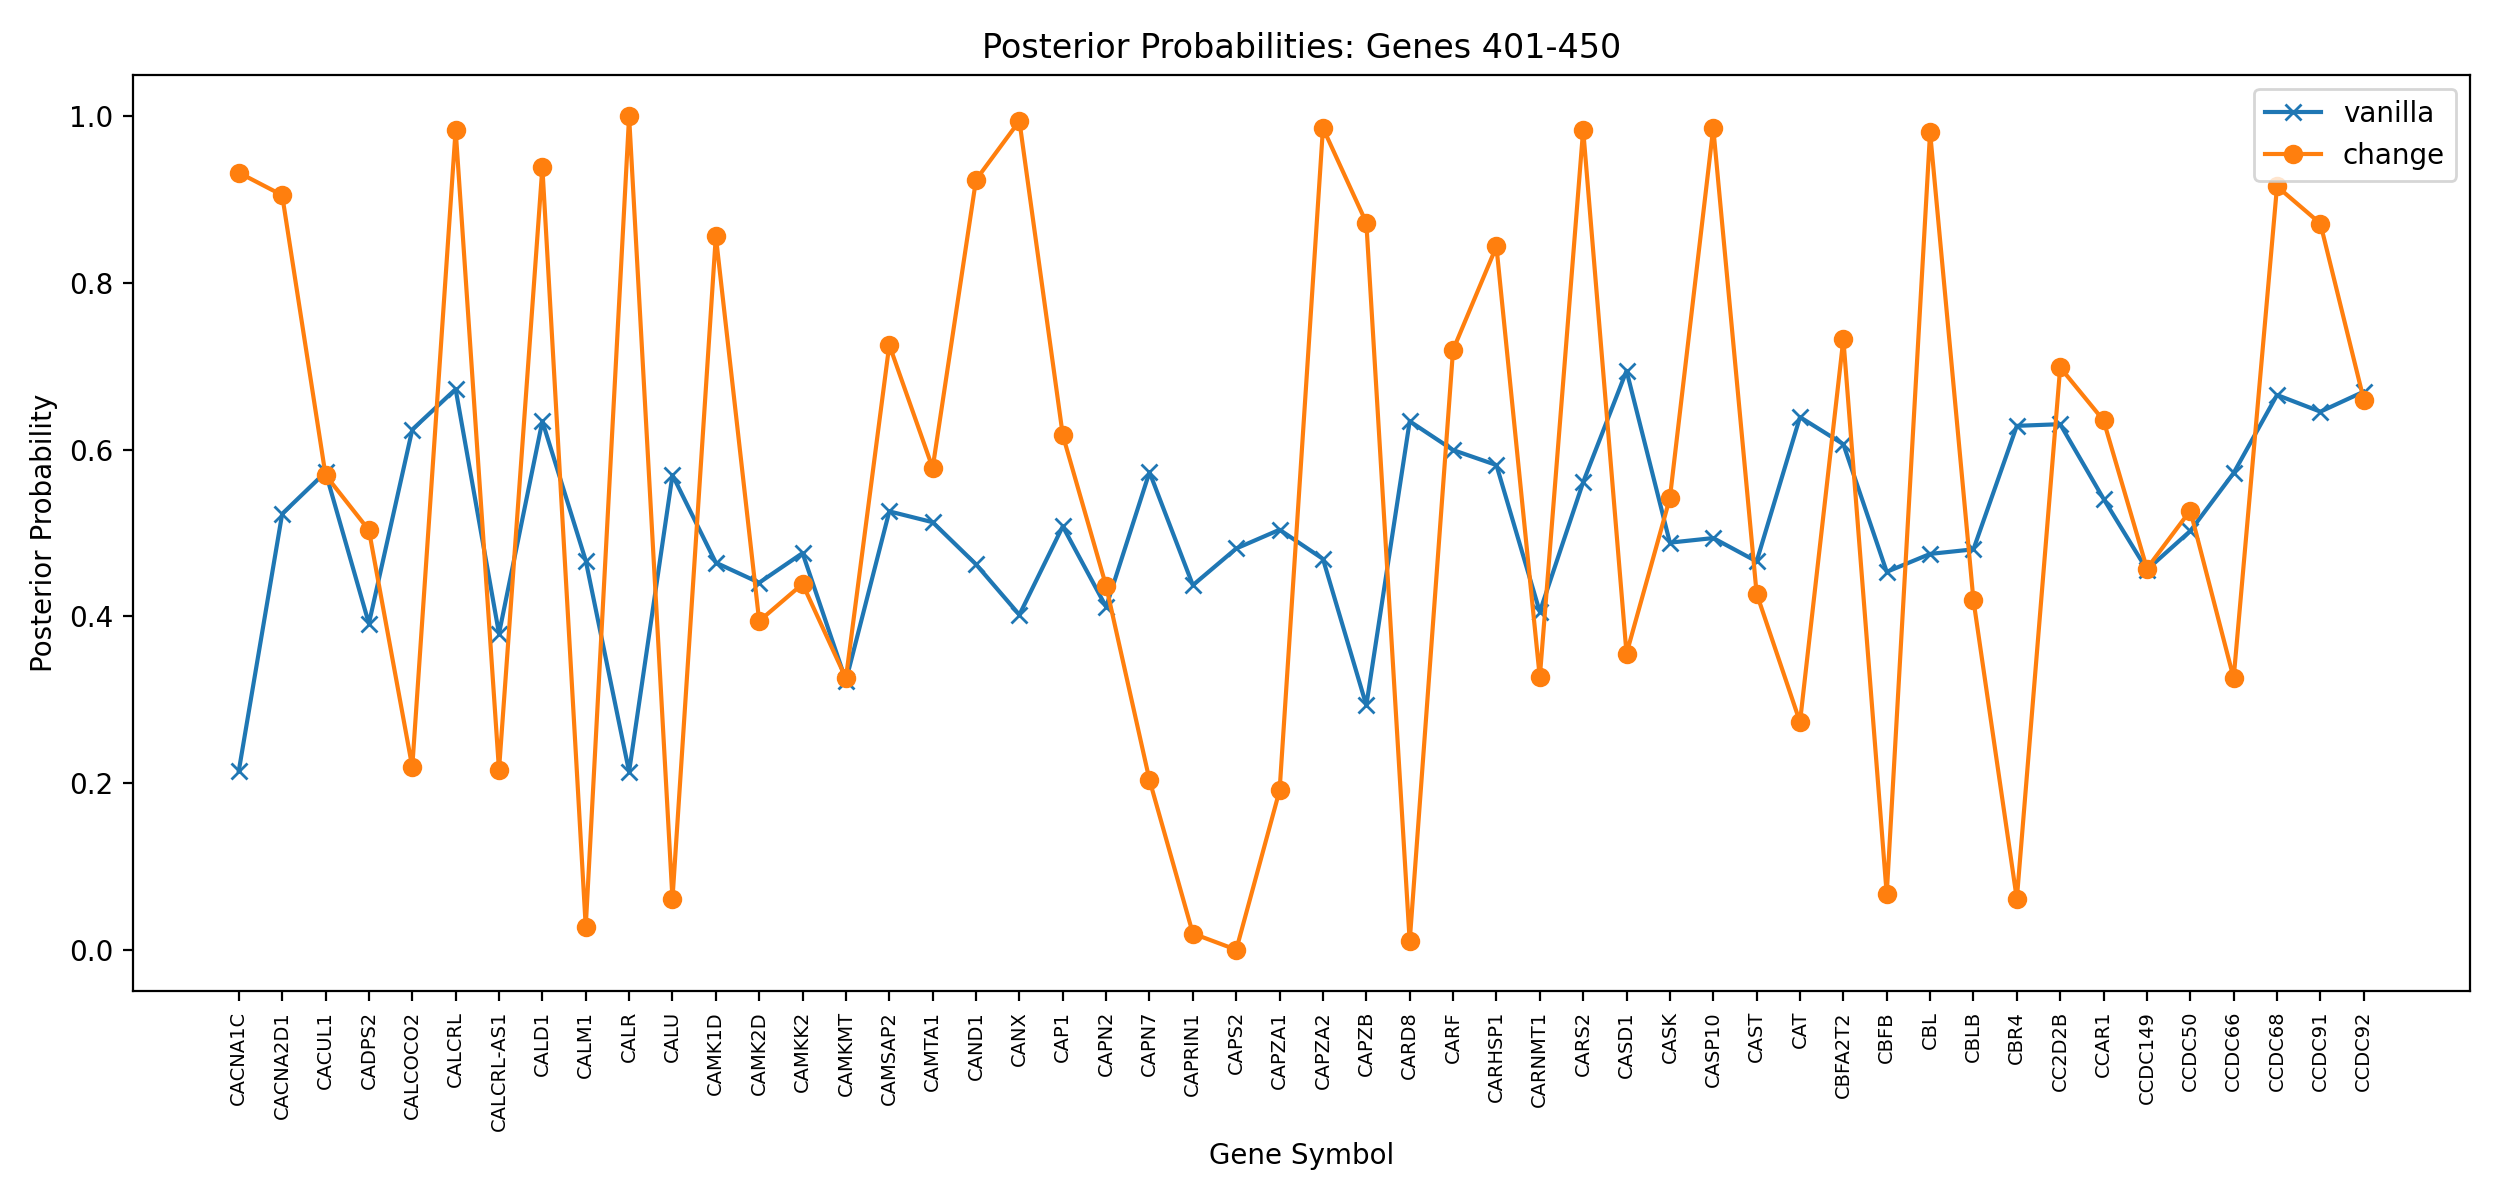 Posterior Probabilities: Genes 401-450
vanilla
change
Posterior Probability
1.0
0.8
0.6
0.4
0.2
0.0
CACNA1C
CACNA2D1
CACUL1
CADPS2
CALCOCO2
CALCRL
CALCRL-AS1
CALD1
CALM1
CALR
CALU
CAMK1D
CAMK2D
CAMKK2
CAMKMT
CAMSAP2
CAMTA1
CAND1
CANX
CAP1
CAPN2
CAPN7
CAPRIN1
CAPS2
CAPZA1
CAPZA2
CAPZB
CARD8
CARF
CARHSP1
CARNMT1
CARS2
CASD1
CASK
CASP10
CAST
CAT
CBFA2T2
CBFB
CBL
CBLB
CBR4
CC2D2B
CCAR1
CCDC149
CCDC50
CCDC66
CCDC68
CCDC91
CCDC92
Gene Symbol